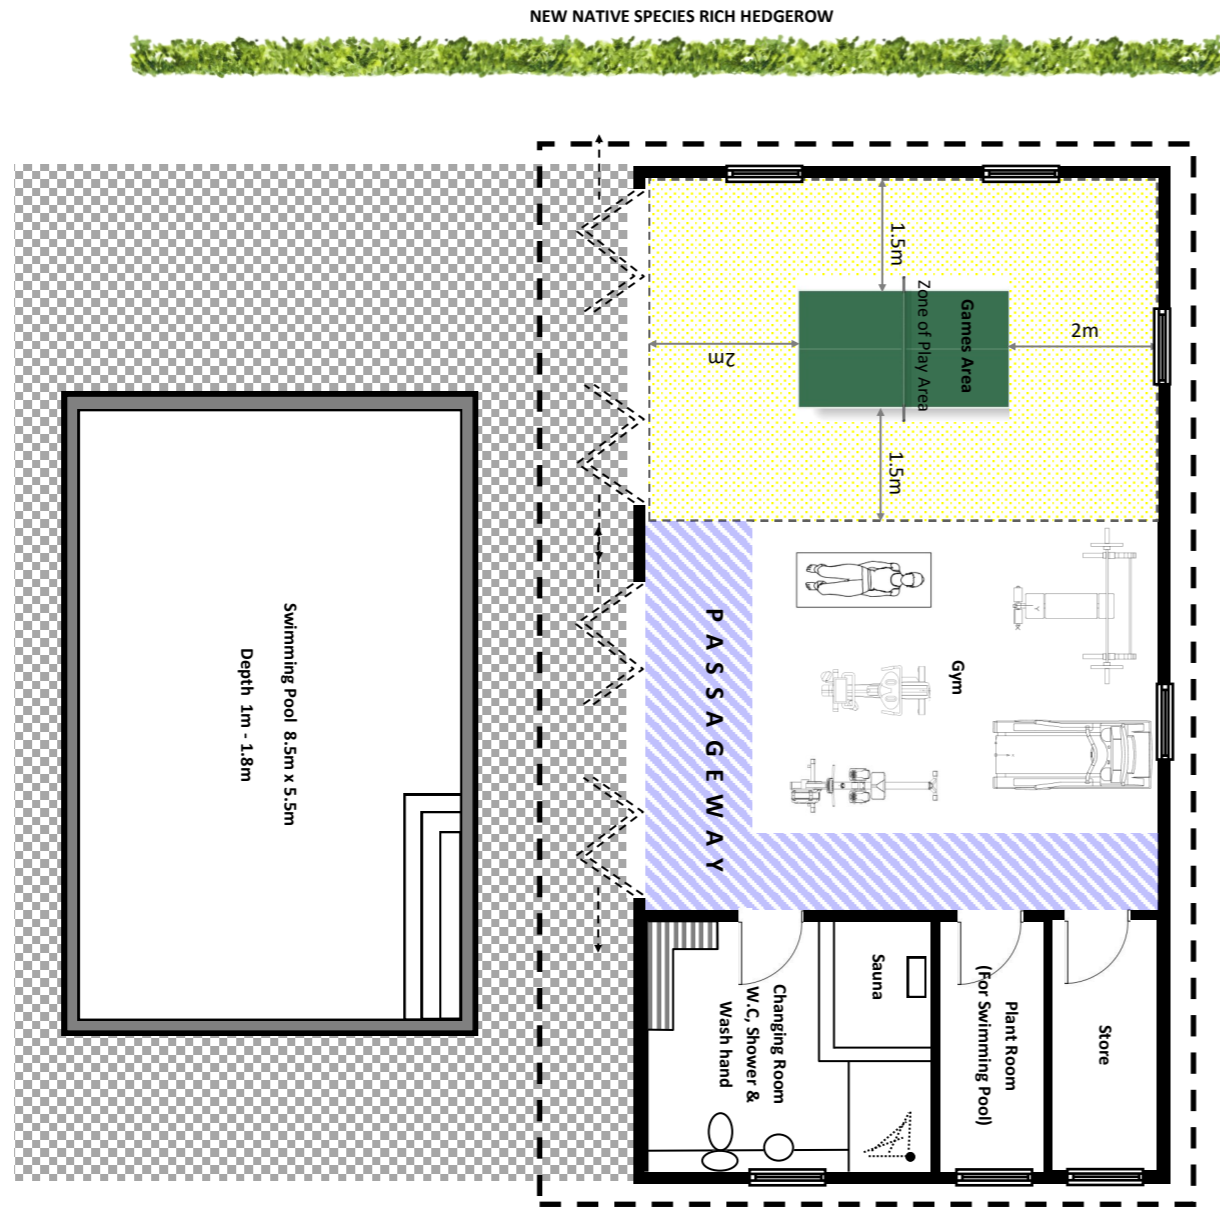 NEW NATIVE SPECIES RICH HEDGEROW
1.5m
Games Area
Zone of Play Area
2m
2m
1.5m
PASSAGEWAY
Gym
Swimming Pool 8.5m x 5.5m
Depth 1m - 1.8m
Sauna
Changing Room
W.C, Shower &
Wash hand
Plant Room
(For Swimming Pool)
Store